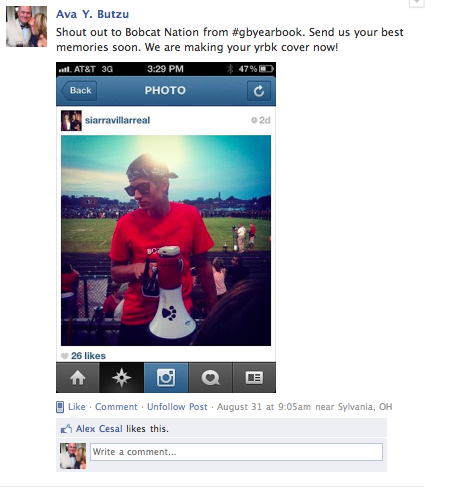 Ava Y. Butzu
Shout out to Bobcat Nation from #gbyearbook. Send us your best
memories soon. We are making your yrbk cover now!
AT&T 3G 3:29 PM 47%
Back PHOTO
siarravillarreal 2d
26 likes
Like · Comment · Unfollow Post · August 31 at 9:05am near Sylvania, OH
Alex Cesal likes this.
Write a comment...